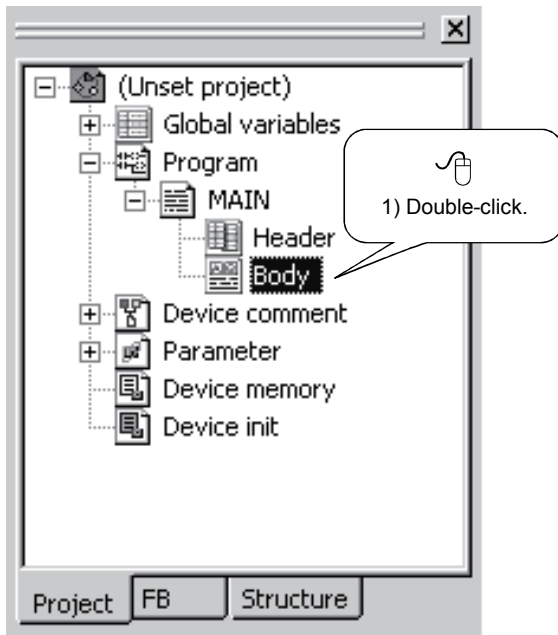 (Unset project)
Global variables
Program
MAIN
1) Double-click.
Header
Body
Device comment
Parameter
Device memory
Device init
Project FB Structure